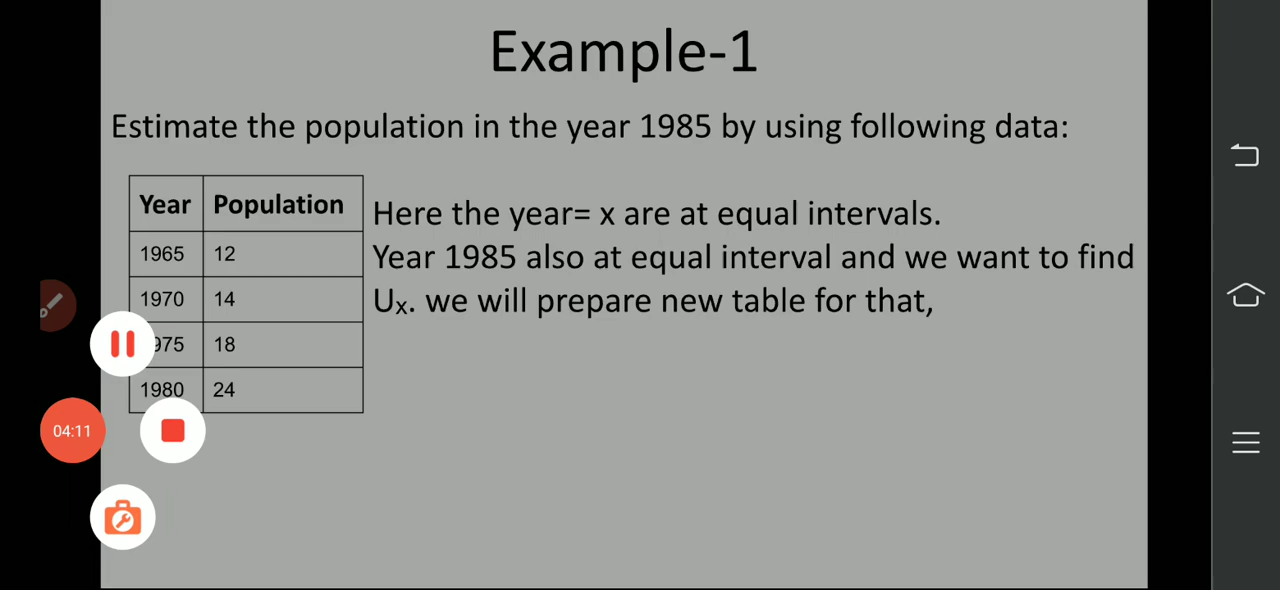 Example-1
Estimate the population in the year 1985 by using following data:
Year Population
1965 12
1970 14
975 18
1980 24
Here the year= x are at equal intervals.
Year 1985 also at equal interval and we want to find
Ux. we will prepare new table for that,
04:11